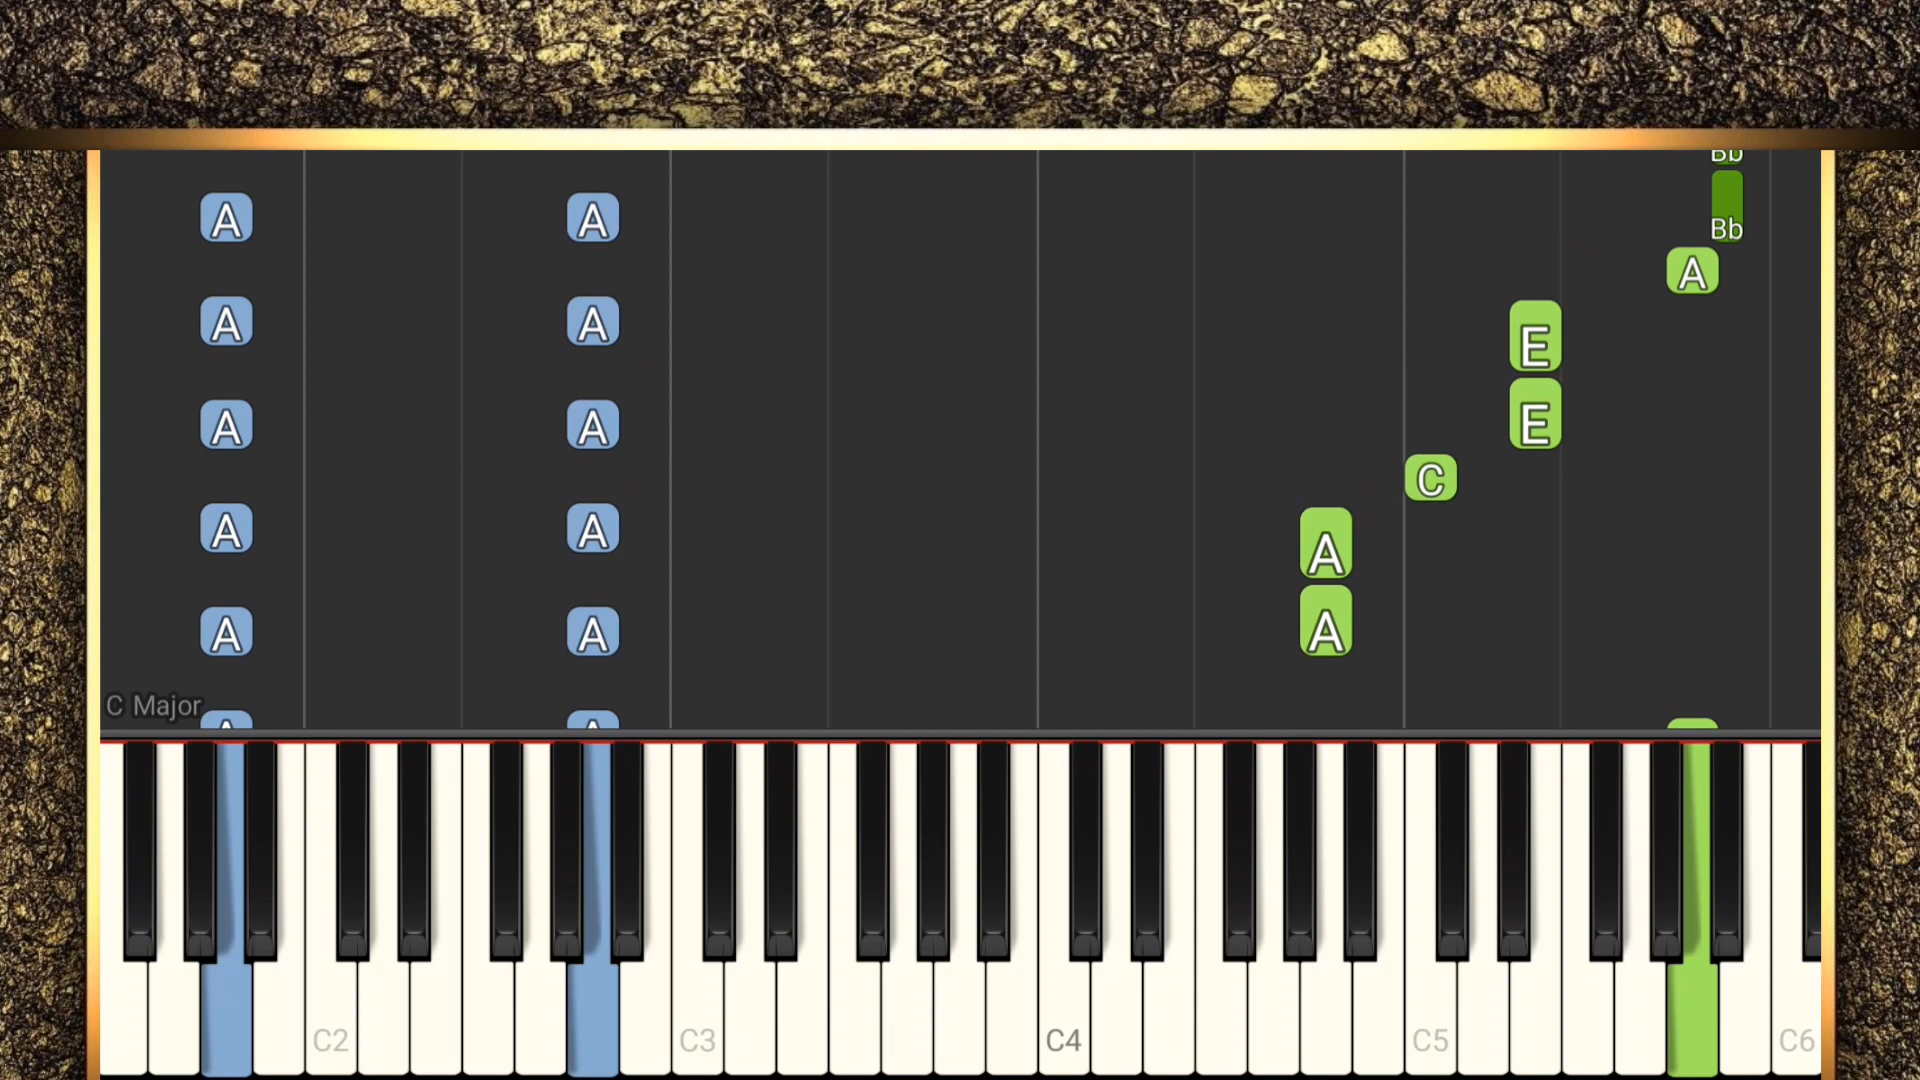 Bb
A A Bb
A
A A E
A A E
C
A A A
A A A
C Major
A A
C2 C3 C4 C5 C6